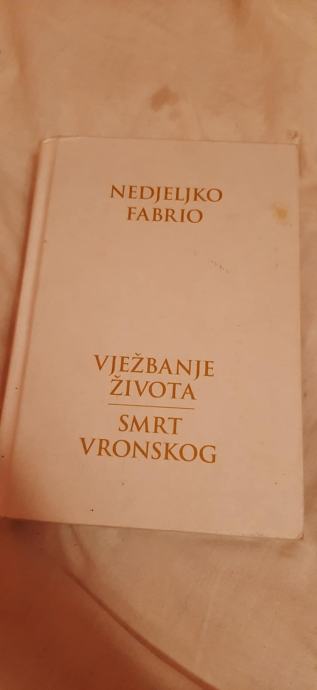 NEDJELJKO
FABRIO
VJEŽBANJE
ŽIVOTA
SMRT
VRONSKOG